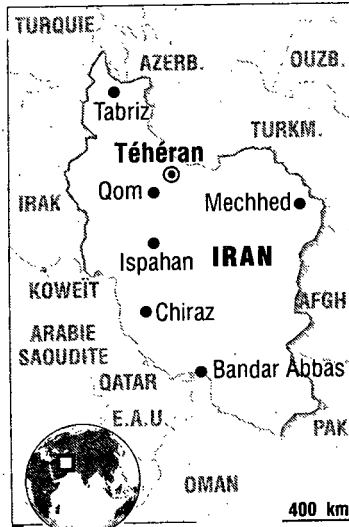 TURQUIE
AZERB.
OUZB.
Tabriz
TURKM.
Téhéran
Qom
Mechhed
IRAK
Ispahan
IRAN
KOWEÏT
Chiraz
AFGH
ARABIE
SAOUDITE
Bandar Abbas
QATAR
E.A.U.
PAK
OMAN
400 km